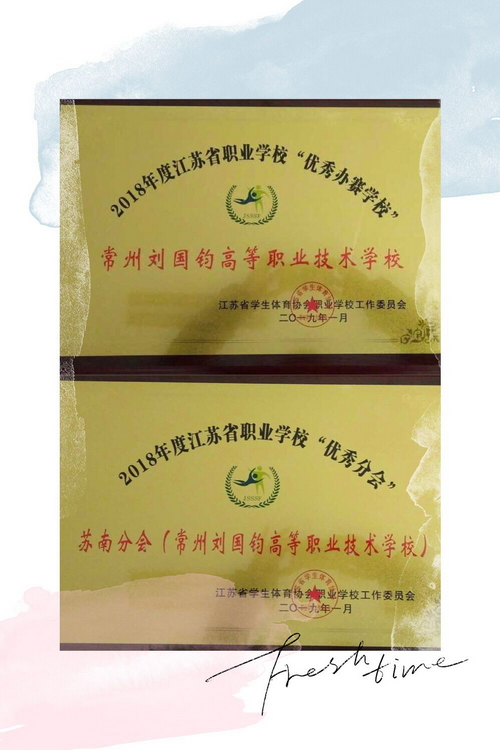 2018年度江苏省职业学校“优秀办赛学校”
常州刘国钧高等职业技术学校
江苏省学生体育协会职业学校工作委员会
二〇一九年一月
2018年度江苏省职业学校“优秀分会”
苏南分会（常州刘国钧高等职业技术学校）
江苏省学生体育协会职业学校工作委员会
二〇一九年一月
fresh time